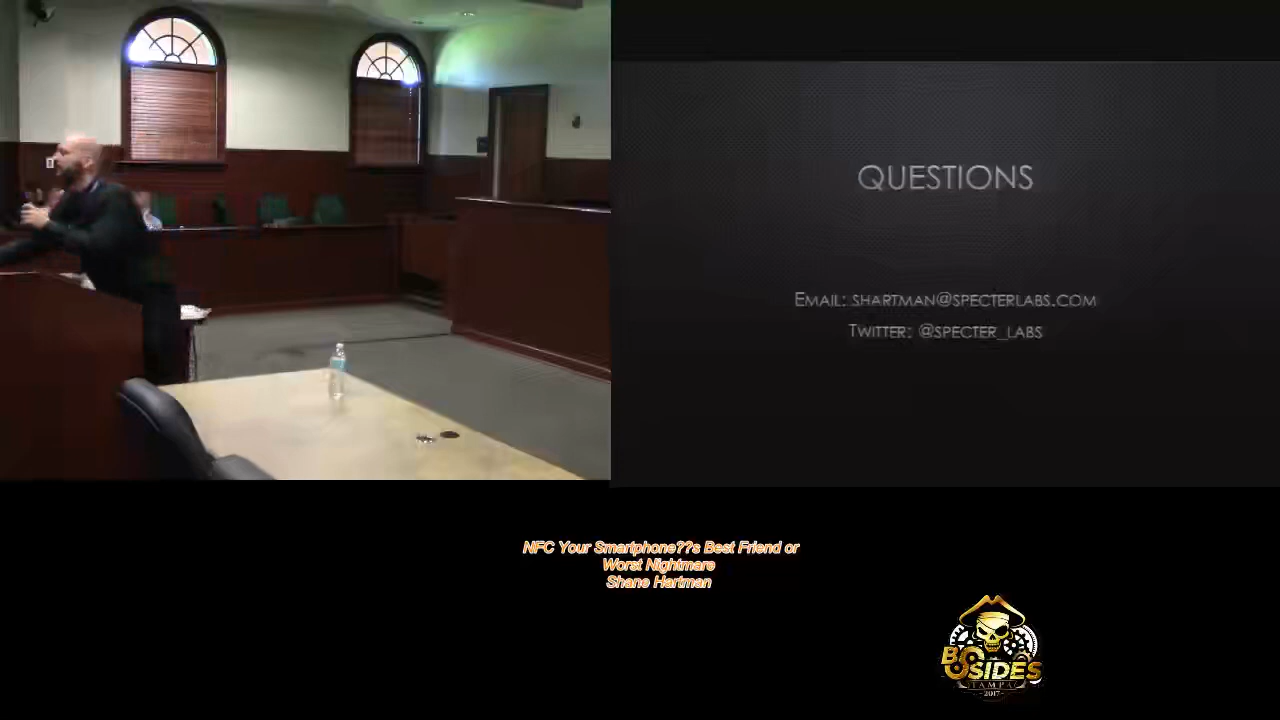 QUESTIONS
EMAIL: SHARTMAN@SPECTERLABS.COM
TWITTER: @SPECTER_LABS
NFC Your Smartphone??s Best Friend or
Worst Nightmare
Shane Hartman
BSIDES
TAMPA
2017